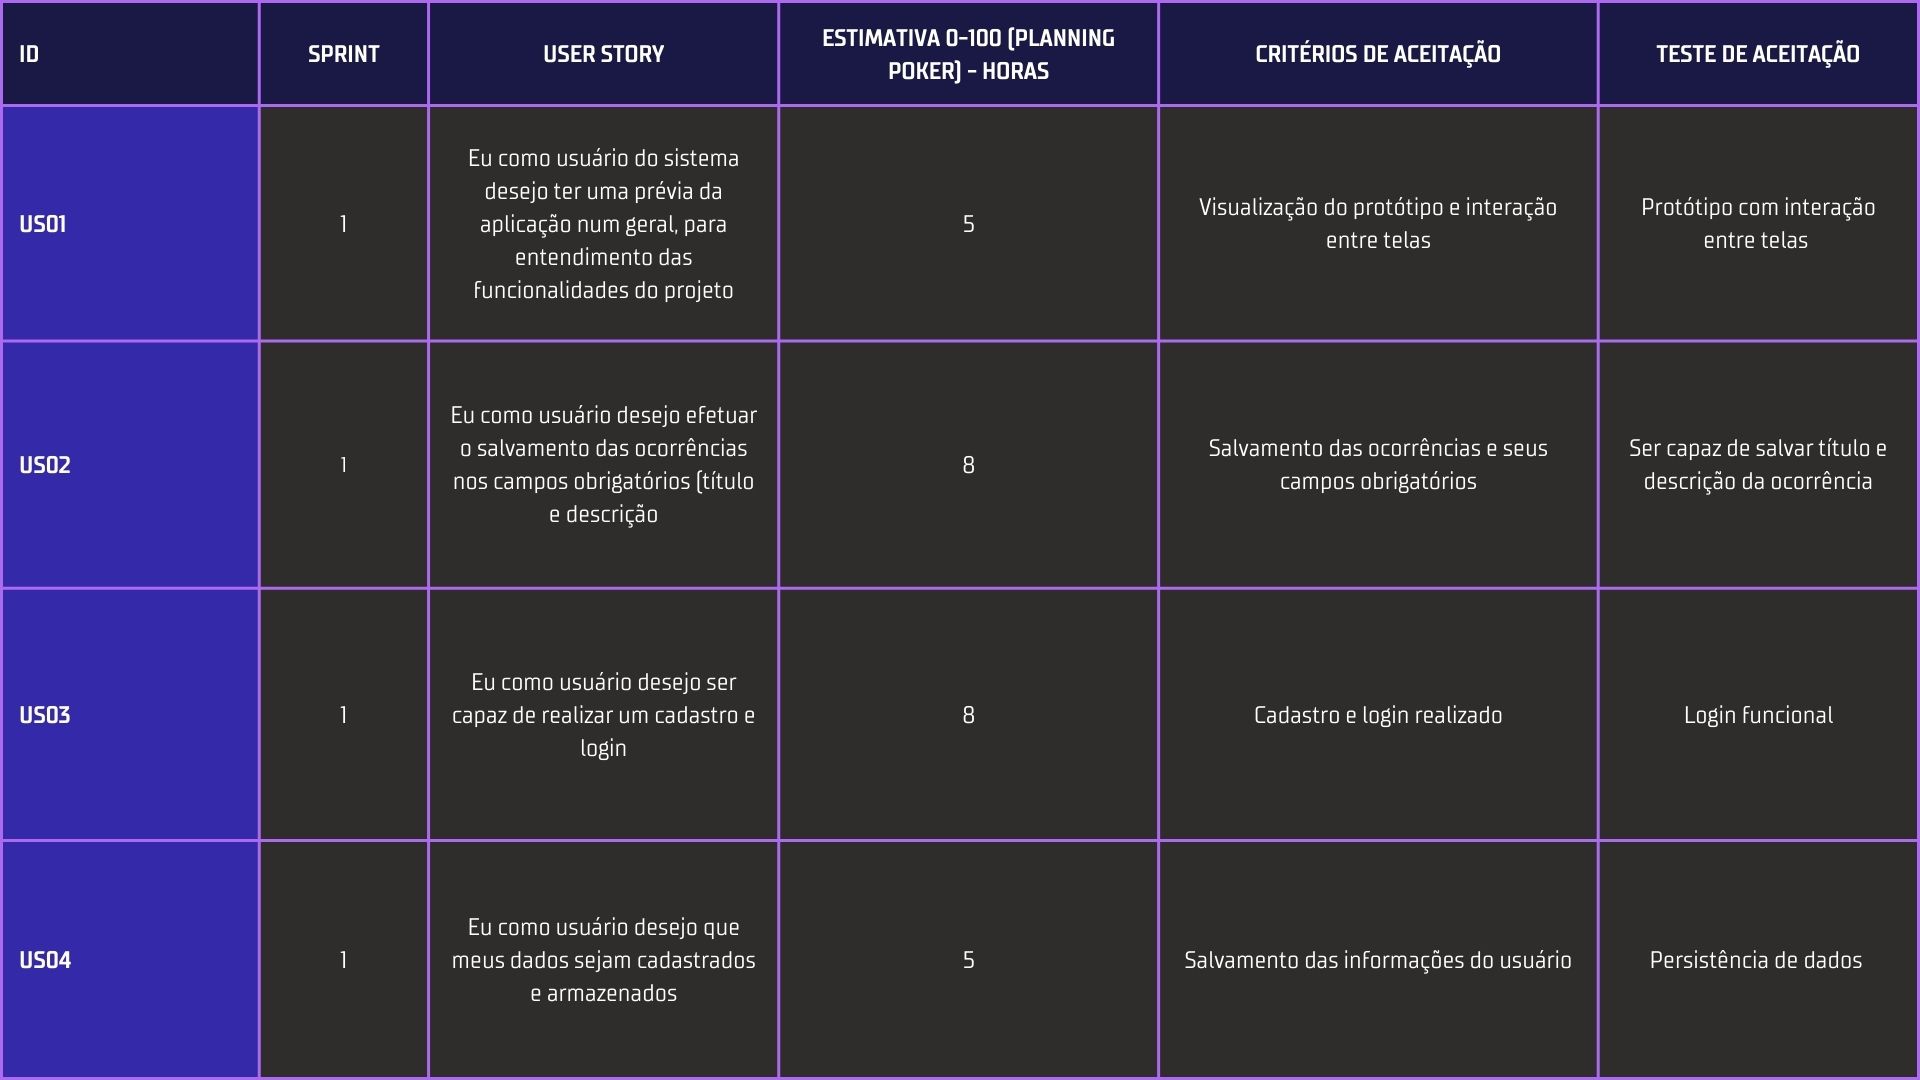 ID
SPRINT
USER STORY
ESTIMATIVA 0-100 (PLANNING
POKER) - HORAS
CRITÉRIOS DE ACEITAÇÃO
TESTE DE ACEITAÇÃO
US01
1
Eu como usuário do sistema
desejo ter uma prévia da
aplicação num geral, para
entendimento das
funcionalidades do projeto
5
Visualização do protótipo e interação
entre telas
Protótipo com interação
entre telas
US02
1
Eu como usuário desejo efetuar
o salvamento das ocorrências
nos campos obrigatórios (título
e descrição
8
Salvamento das ocorrências e seus
campos obrigatórios
Ser capaz de salvar título e
descrição da ocorrência
US03
1
Eu como usuário desejo ser
capaz de realizar um cadastro e
login
8
Cadastro e login realizado
Login funcional
US04
1
Eu como usuário desejo que
meus dados sejam cadastrados
e armazenados
5
Salvamento das informações do usuário
Persistência de dados